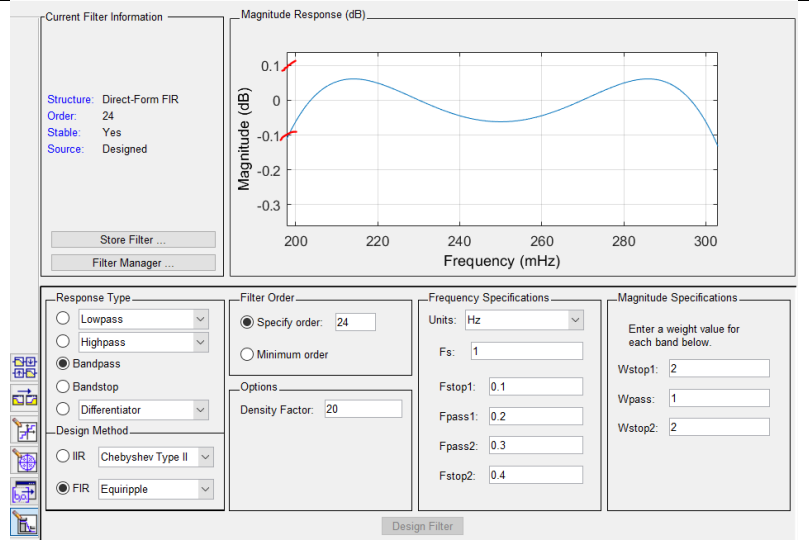 Current Filter Information
Structure: Direct-Form FIR
Order: 24
Stable: Yes
Source: Designed
Store Filter ...
Filter Manager ...
Magnitude Response (dB)
Magnitude (dB)
0.1
0
-0.1
-0.2
-0.3
200 220 240 260 280 300
Frequency (mHz)
Response Type
Lowpass
Highpass
Bandpass
Bandstop
Differentiator
Design Method
IIR Chebyshev Type II
FIR Equiripple
Filter Order
Specify order: 24
Minimum order
Options
Density Factor: 20
Frequency Specifications
Units: Hz
Fs: 1
Fstop1: 0.1
Fpass1: 0.2
Fpass2: 0.3
Fstop2: 0.4
Magnitude Specifications
Enter a weight value for
each band below.
Wstop1: 2
Wpass: 1
Wstop2: 2
Design Filter